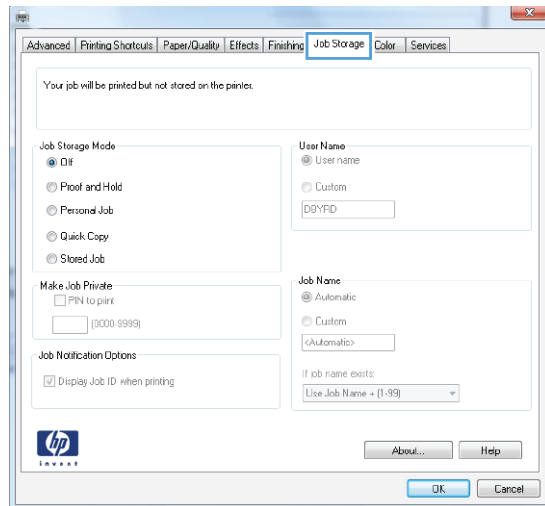 Advanced Printing Shortcuts Paper/Quality Effects Finishing Job Storage Color Services
Your job will be printed but not stored on the printer.
Job Storage Mode
Off
Proof and Hold
Personal Job
Quick Copy
Stored Job
User Name
User name
Custom
DBYRD
Make Job Private
PIN to print
(0000-9999)
Job Name
Automatic
Custom
<Automatic>
If job name exists:
Use Job Name + (1-99)
Job Notification Options
Display Job ID when printing
hp
invent
About... Help
OK Cancel